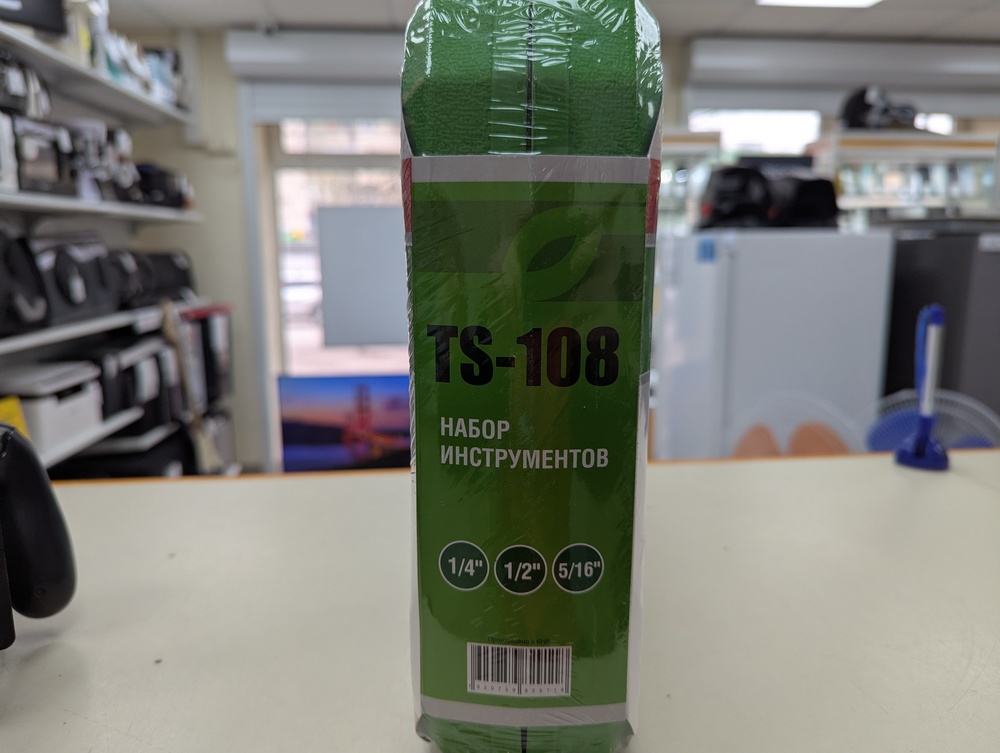 TS-108
НАБОР
ИНСТРУМЕНТОВ
1/4" 1/2" 5/16"